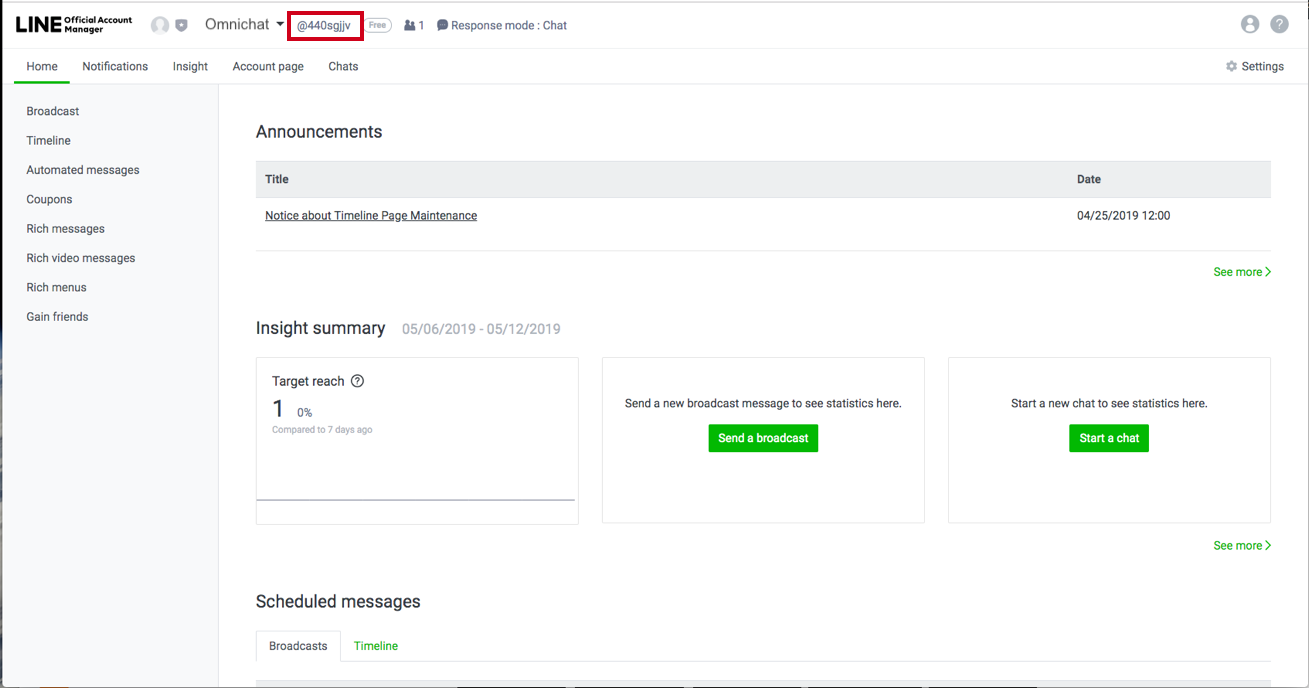 LINE Official Account Manager
Omnichat @440sgjjv Free 1 Response mode : Chat
Home Notifications Insight Account page Chats Settings
Broadcast
Timeline
Automated messages
Coupons
Rich messages
Rich video messages
Rich menus
Gain friends
Announcements
Title Date
Notice about Timeline Page Maintenance 04/25/2019 12:00
See more
Insight summary 05/06/2019 - 05/12/2019
Target reach ?
1 0%
Compared to 7 days ago
Send a new broadcast message to see statistics here.
Send a broadcast
Start a new chat to see statistics here.
Start a chat
See more
Scheduled messages
Broadcasts Timeline